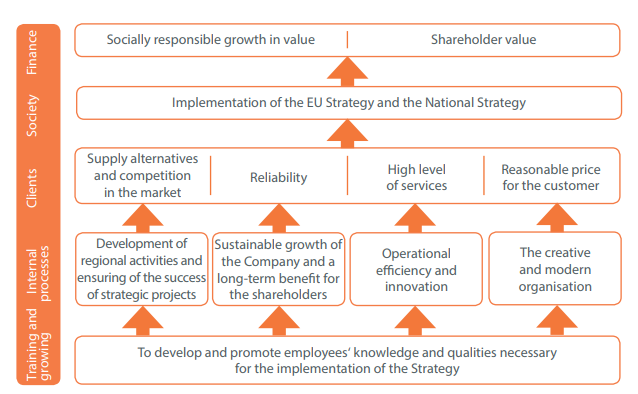 Finance
Socially responsible growth in value
Shareholder value
Society
Implementation of the EU Strategy and the National Strategy
Clients
Supply alternatives
and competition
in the market
Reliability
High level
of services
Reasonable price
for the customer
Internal
processes
Development of
regional activities and
ensuring of the success
of strategic projects
Sustainable growth of
the Company and a
long-term benefit for
the shareholders
Operational
efficiency and
innovation
The creative
and modern
organisation
Training and
growing
To develop and promote employees‘ knowledge and qualities necessary
for the implementation of the Strategy